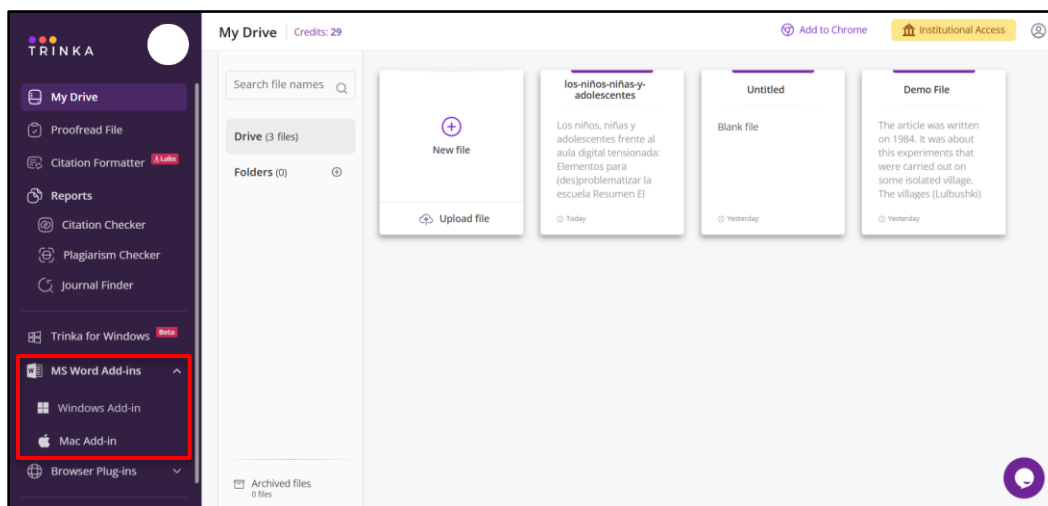 TRINKA
My Drive
Proofread File
Citation Formatter Labs
Reports
Citation Checker
Plagiarism Checker
Journal Finder
Trinka for Windows Beta
MS Word Add-ins
Windows Add-in
Mac Add-in
Browser Plug-ins
My Drive Credits: 29
Add to Chrome
Institutional Access
Search file names
Drive (3 files)
Folders (0)
Archived files
0 files
New file
Upload file
los-niños-niñas-y-
adolescentes
Los niños, niñas y
adolescentes frente al
aula digital tensionada:
Elementos para
(des)problematizar la
escuela Resumen El
Today
Untitled
Blank file
Yesterday
Demo File
The article was written
on 1984. It was about
this experiments that
were carried out on
some isolated village.
The villages (Lulbushki)
Yesterday